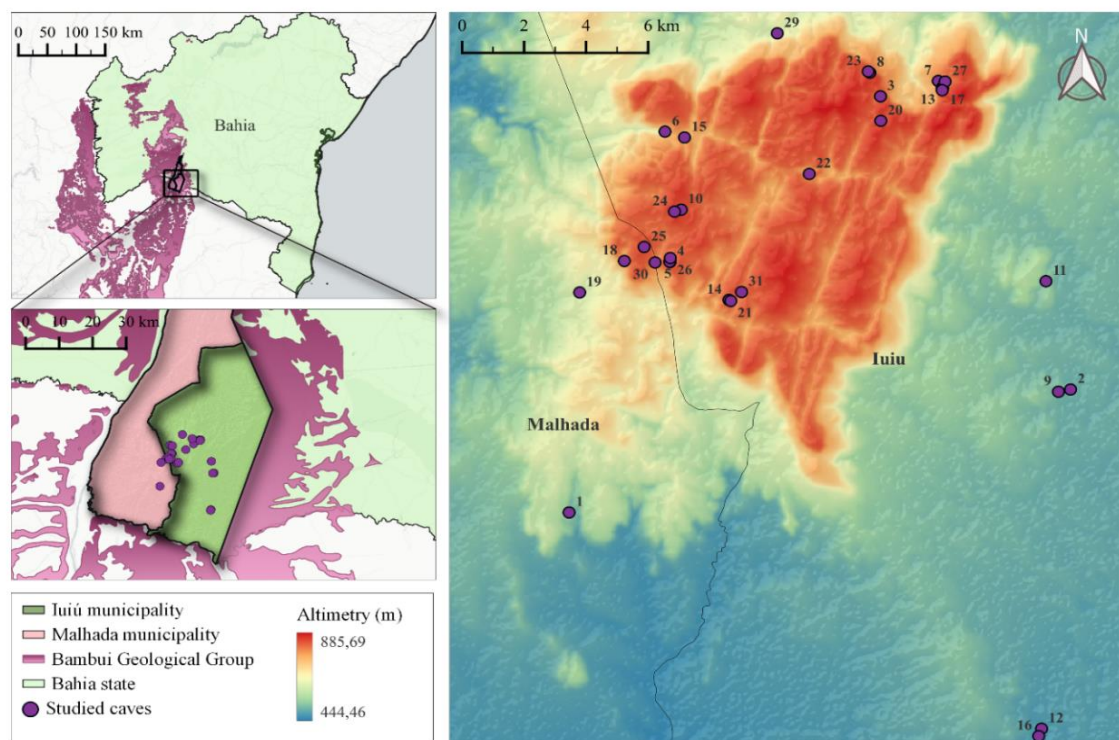 0 50 100 150 km
Bahia
0 10 20 30 km
Iuiú municipality
Malhada municipality
Bambui Geological Group
Bahia state
Studied caves
Altimetry (m)
885,69
444,46
0 2 4 6 km
N
29
23 8
7 27
3
13 17
20
6
15
22
24 10
25
4
18
30 5 26
19
11
31
14
21
Iuiu
2
9
Malhada
1
12
16